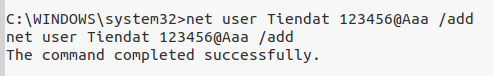 C:\WINDOWS\system32>net user Tiendat 123456@Aaa /add
net user Tiendat 123456@Aaa /add
The command completed successfully.